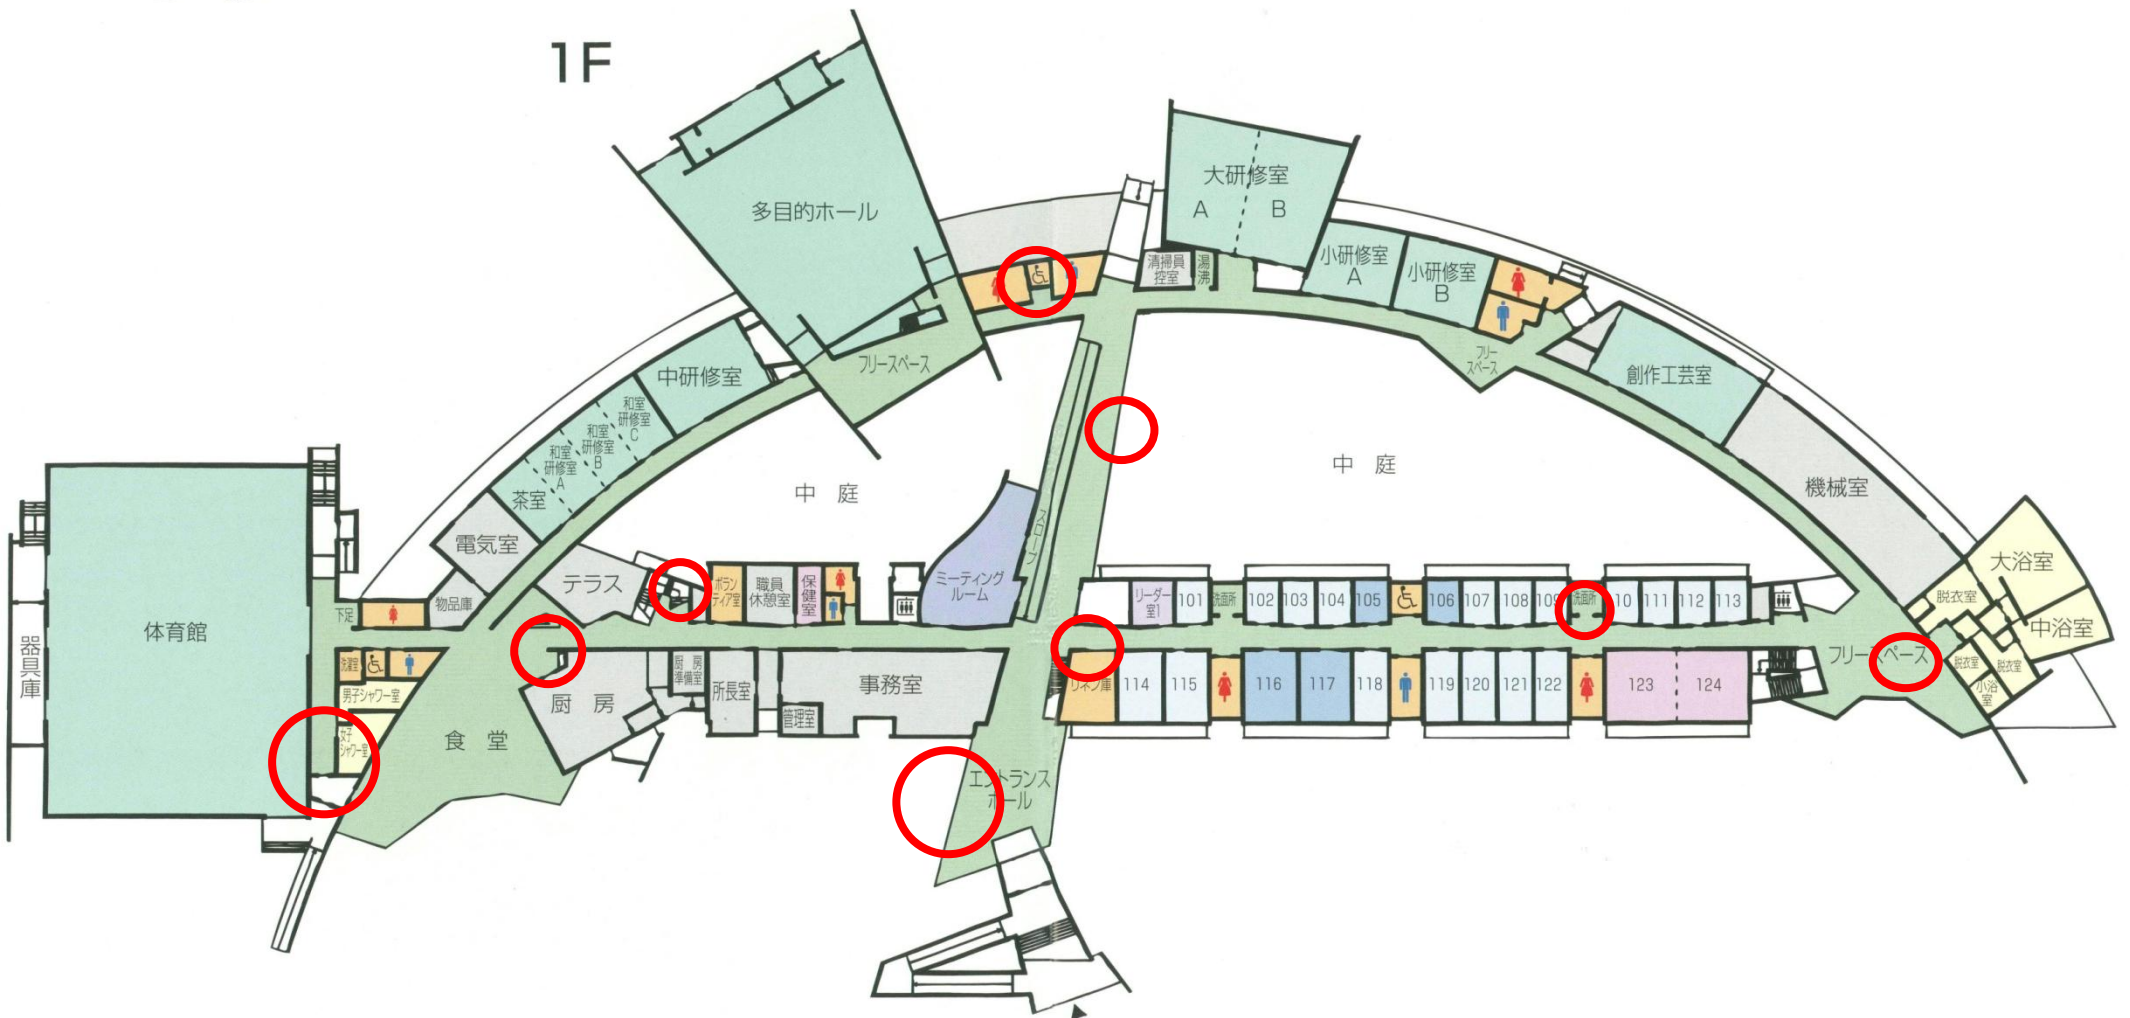 1F
多目的ホール
大研修室
A B
清掃員
控室
湯
沸
小研修室
A
小研修室
B
フリースペース
フリー
スペース
創作工芸室
中研修室
和室
研修室
C
和室
研修室
B
和室
研修室
A
茶室
電気室
物品庫
中 庭
中 庭
機械室
スロープ
ミーティング
ルーム
テラス
ボラン
ティア室
職員
休憩室
保
健
室
リーダー
室1
101
洗面所
102
103
104
105
106
107
108
109
洗面所
10
111
112
113
大浴室
脱衣室
中浴室
脱衣室
脱衣室
小浴
室
フリースペース
下足
体育館
器
具
庫
洗濯室
男子シャワー室
女子
シャワー室
食 堂
厨 房
厨 房
準備室
所長室
管理室
事務室
リネン庫
114
115
116
117
118
119
120
121
122
123
124
エントランス
ホール